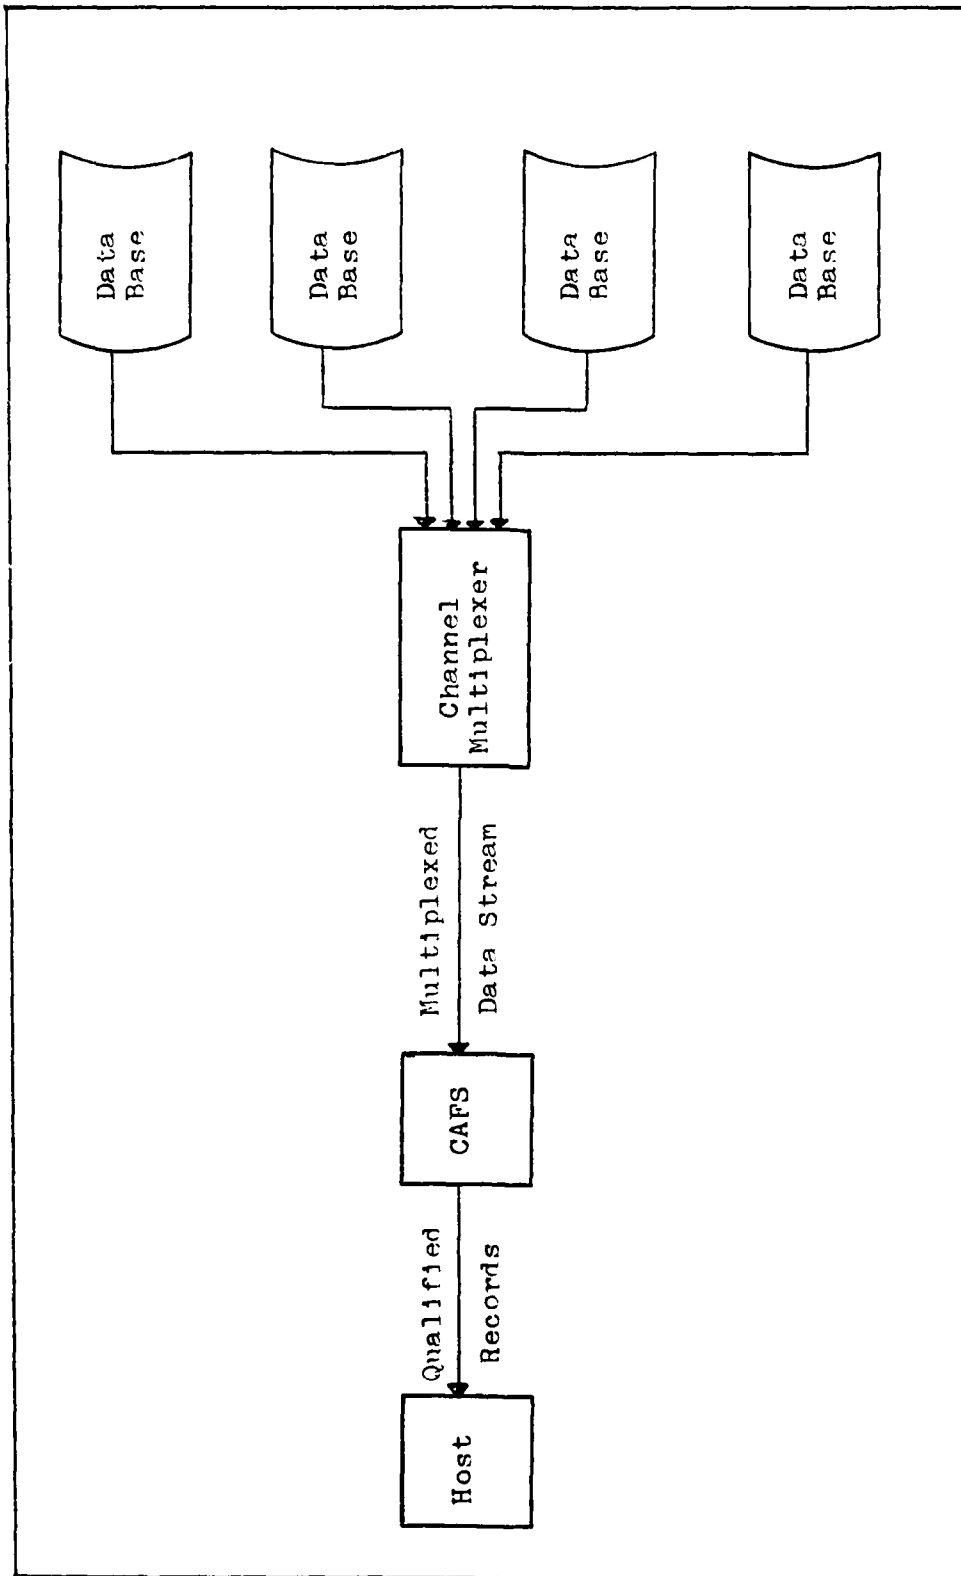 Host
Qualified
Records
CAFS
Multiplexed
Data Stream
Channel
Multiplexer
Data
Base
Data
Base
Data
Base
Data
Base